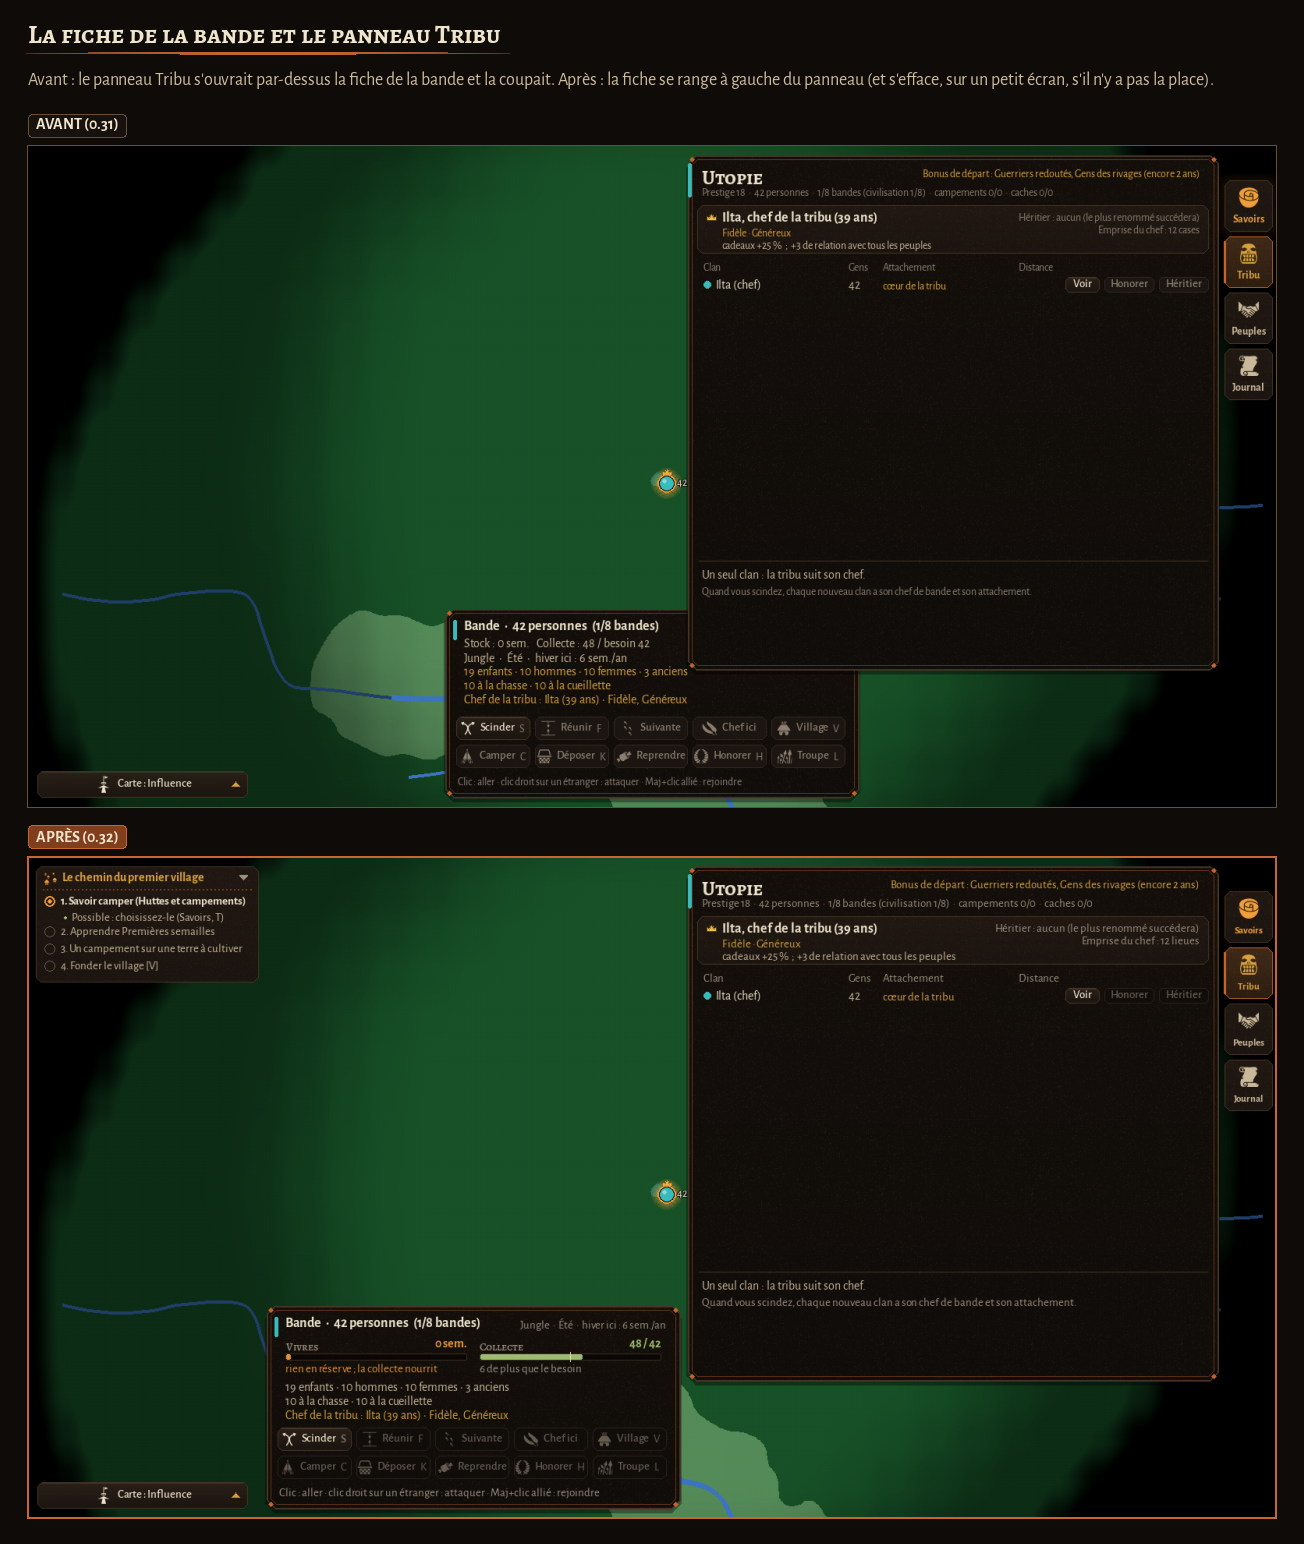 La fiche de la bande et le panneau Tribu
Avant : le panneau Tribu s'ouvrait par-dessus la fiche de la bande et la coupait. Après : la fiche se range à gauche du panneau (et s'efface, sur un petit écran, s'il n'y a pas la place).
AVANT (0.31)
Utopie
Bonus de départ : Guerriers redoutés, Gens des rivages (encore 2 ans)
Prestige 18 · 42 personnes · 1/8 bandes (civilisation 1/8) · campements 0/0 · caches 0/0
Ilta, chef de la tribu (39 ans)
Héritier : aucun (le plus renommé succédera)
Fidèle · Généreux
Emprise du chef : 12 cases
cadeaux +25 % ; +3 de relation avec tous les peuples
Clan Gens Attachement Distance
Ilta (chef) 42 cœur de la tribu Voir Honorer Héritier
Savoirs
Tribu
Peuples
Journal
42
Un seul clan : la tribu suit son chef.
Quand vous scindez, chaque nouveau clan a son chef de bande et son attachement.
Bande · 42 personnes (1/8 bandes)
Stock : 0 sem. Collecte : 48 / besoin 42
Jungle · Été · hiver ici : 6 sem./an
19 enfants · 10 hommes · 10 femmes · 3 anciens
10 à la chasse · 10 à la cueillette
Chef de la tribu : Ilta (39 ans) · Fidèle, Généreux
Scinder S Réunir F Suivante Chef ici Village V
Camper C Déposer K Reprendre Honorer H Troupe L
Clic : aller · clic droit sur un étranger : attaquer · Maj+clic allié : rejoindre
Carte : Influence
APRÈS (0.32)
Le chemin du premier village
1. Savoir camper (Huttes et campements)
• Possible : choisissez-le (Savoirs, T)
2. Apprendre Premières semailles
3. Un campement sur une terre à cultiver
4. Fonder le village [V]
Utopie
Bonus de départ : Guerriers redoutés, Gens des rivages (encore 2 ans)
Prestige 18 · 42 personnes · 1/8 bandes (civilisation 1/8) · campements 0/0 · caches 0/0
Ilta, chef de la tribu (39 ans)
Héritier : aucun (le plus renommé succédera)
Fidèle · Généreux
Emprise du chef : 12 lieues
cadeaux +25 % ; +3 de relation avec tous les peuples
Clan Gens Attachement Distance
Ilta (chef) 42 cœur de la tribu Voir Honorer Héritier
Savoirs
Tribu
Peuples
Journal
42
Un seul clan : la tribu suit son chef.
Quand vous scindez, chaque nouveau clan a son chef de bande et son attachement.
Bande · 42 personnes (1/8 bandes)
Jungle · Été · hiver ici : 6 sem./an
Vivres 0 sem. Collecte 48 / 42
rien en réserve ; la collecte nourrit 6 de plus que le besoin
19 enfants · 10 hommes · 10 femmes · 3 anciens
10 à la chasse · 10 à la cueillette
Chef de la tribu : Ilta (39 ans) · Fidèle, Généreux
Scinder S Réunir F Suivante Chef ici Village V
Camper C Déposer K Reprendre Honorer H Troupe L
Clic : aller · clic droit sur un étranger : attaquer · Maj+clic allié : rejoindre
Carte : Influence